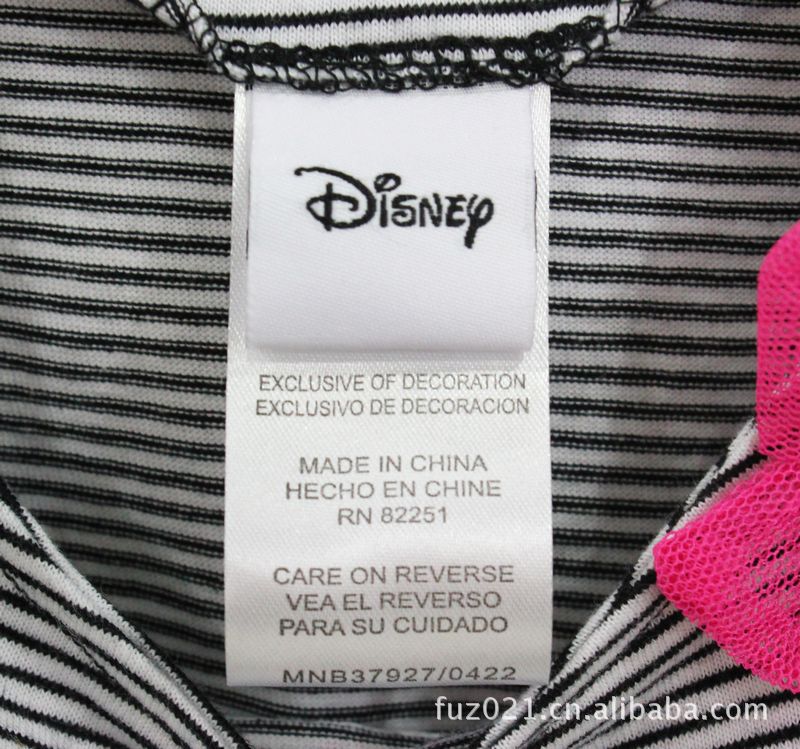 Disney
EXCLUSIVE OF DECORATION
EXCLUSIVO DE DECORACION
MADE IN CHINA
HECHO EN CHINE
RN 82251
CARE ON REVERSE
VEA EL REVERSO
PARA SU CUIDADO
MNB37927/0422
fuz021.cn.alibaba.com